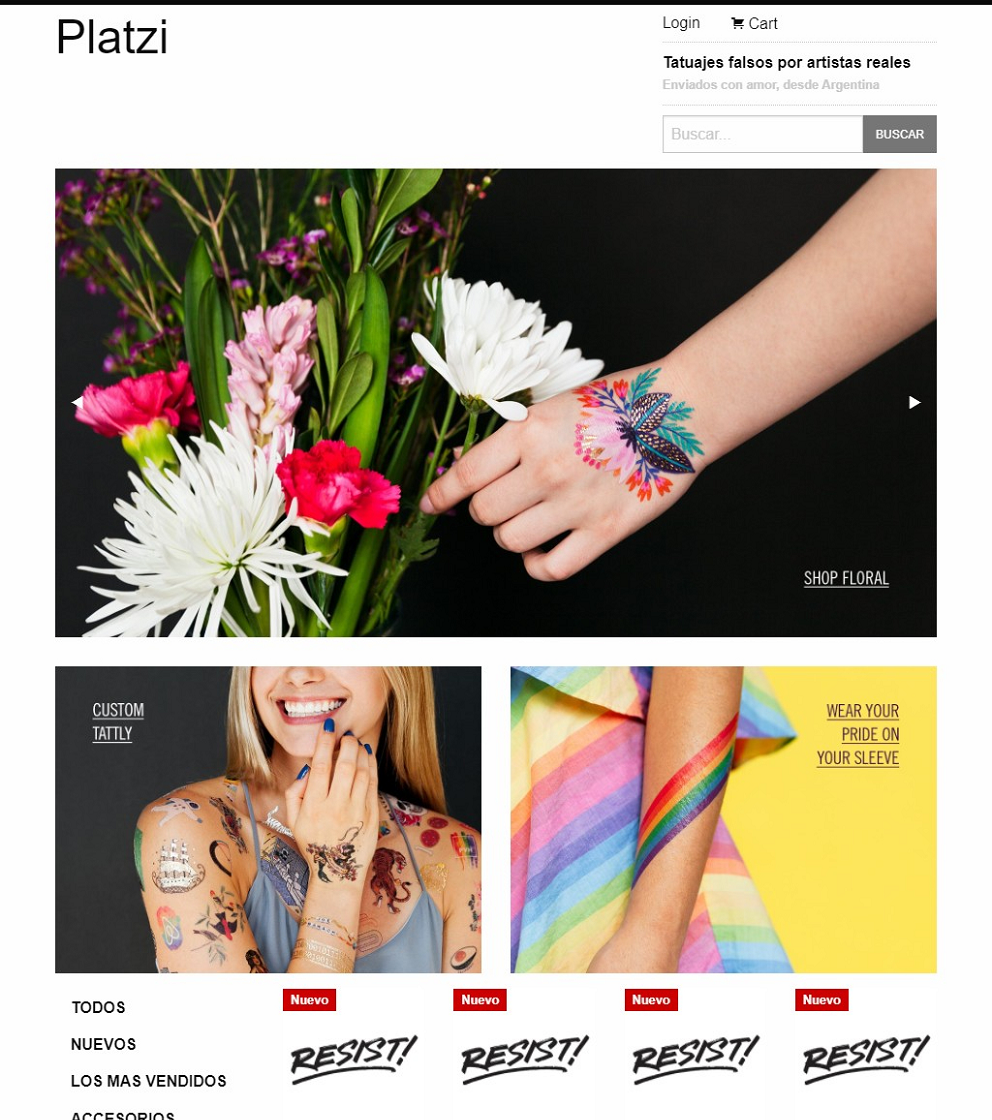 Platzi
Login
Cart
Tatuajes falsos por artistas reales
Enviados con amor, desde Argentina
Buscar...
BUSCAR
SHOP FLORAL
CUSTOM
TATTLY
WEAR YOUR
PRIDE ON
YOUR SLEEVE
TODOS
NUEVOS
LOS MAS VENDIDOS
ACCESORIOS
Nuevo
RESIST!
Nuevo
RESIST!
Nuevo
RESIST!
Nuevo
RESIST!